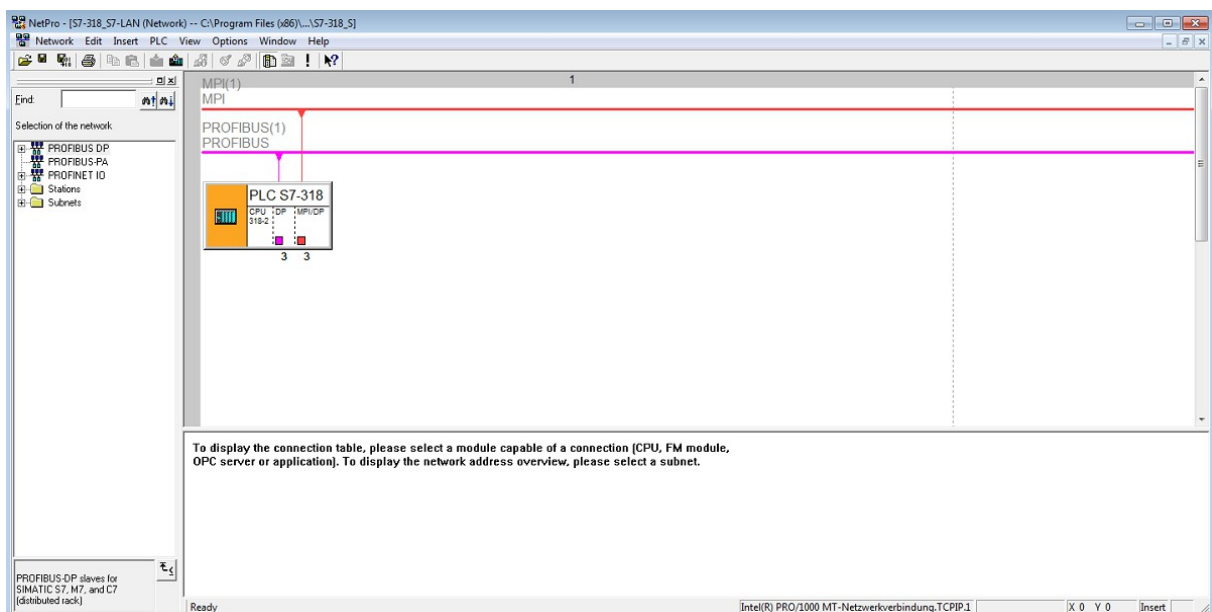 NetPro - [S7-318_S7-LAN (Network) -- C:\Program Files (x86)\...\S7-318_S]
Network Edit Insert PLC View Options Window Help
Find:
Selection of the network
PROFIBUS DP
PROFIBUS-PA
PROFINET IO
Stations
Subnets
PROFIBUS-DP slaves for
SIMATIC S7, M7, and C7
(distributed rack)
1
MPI(1)
MPI
PROFIBUS(1)
PROFIBUS
PLC S7-318
CPU DP MPI/DP
318-2
3 3
To display the connection table, please select a module capable of a connection (CPU, FM module,
OPC server or application). To display the network address overview, please select a subnet.
Ready Intel(R) PRO/1000 MT-Netzwerkverbindung.TCPIP.1 X 0 Y 0 Insert